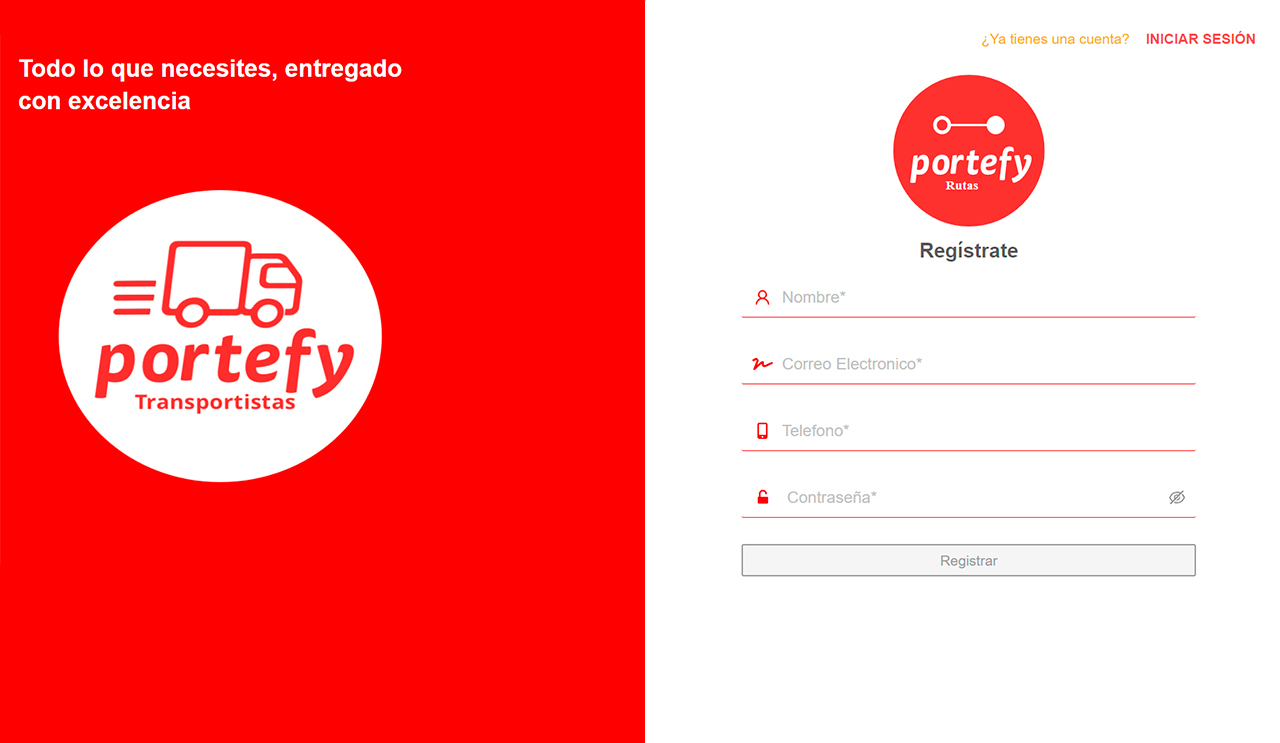 Todo lo que necesites, entregado
con excelencia
portefy
Transportistas
¿Ya tienes una cuenta? INICIAR SESIÓN
portefy
Rutas
Regístrate
Nombre*
Correo Electronico*
Telefono*
Contraseña*
Registrar